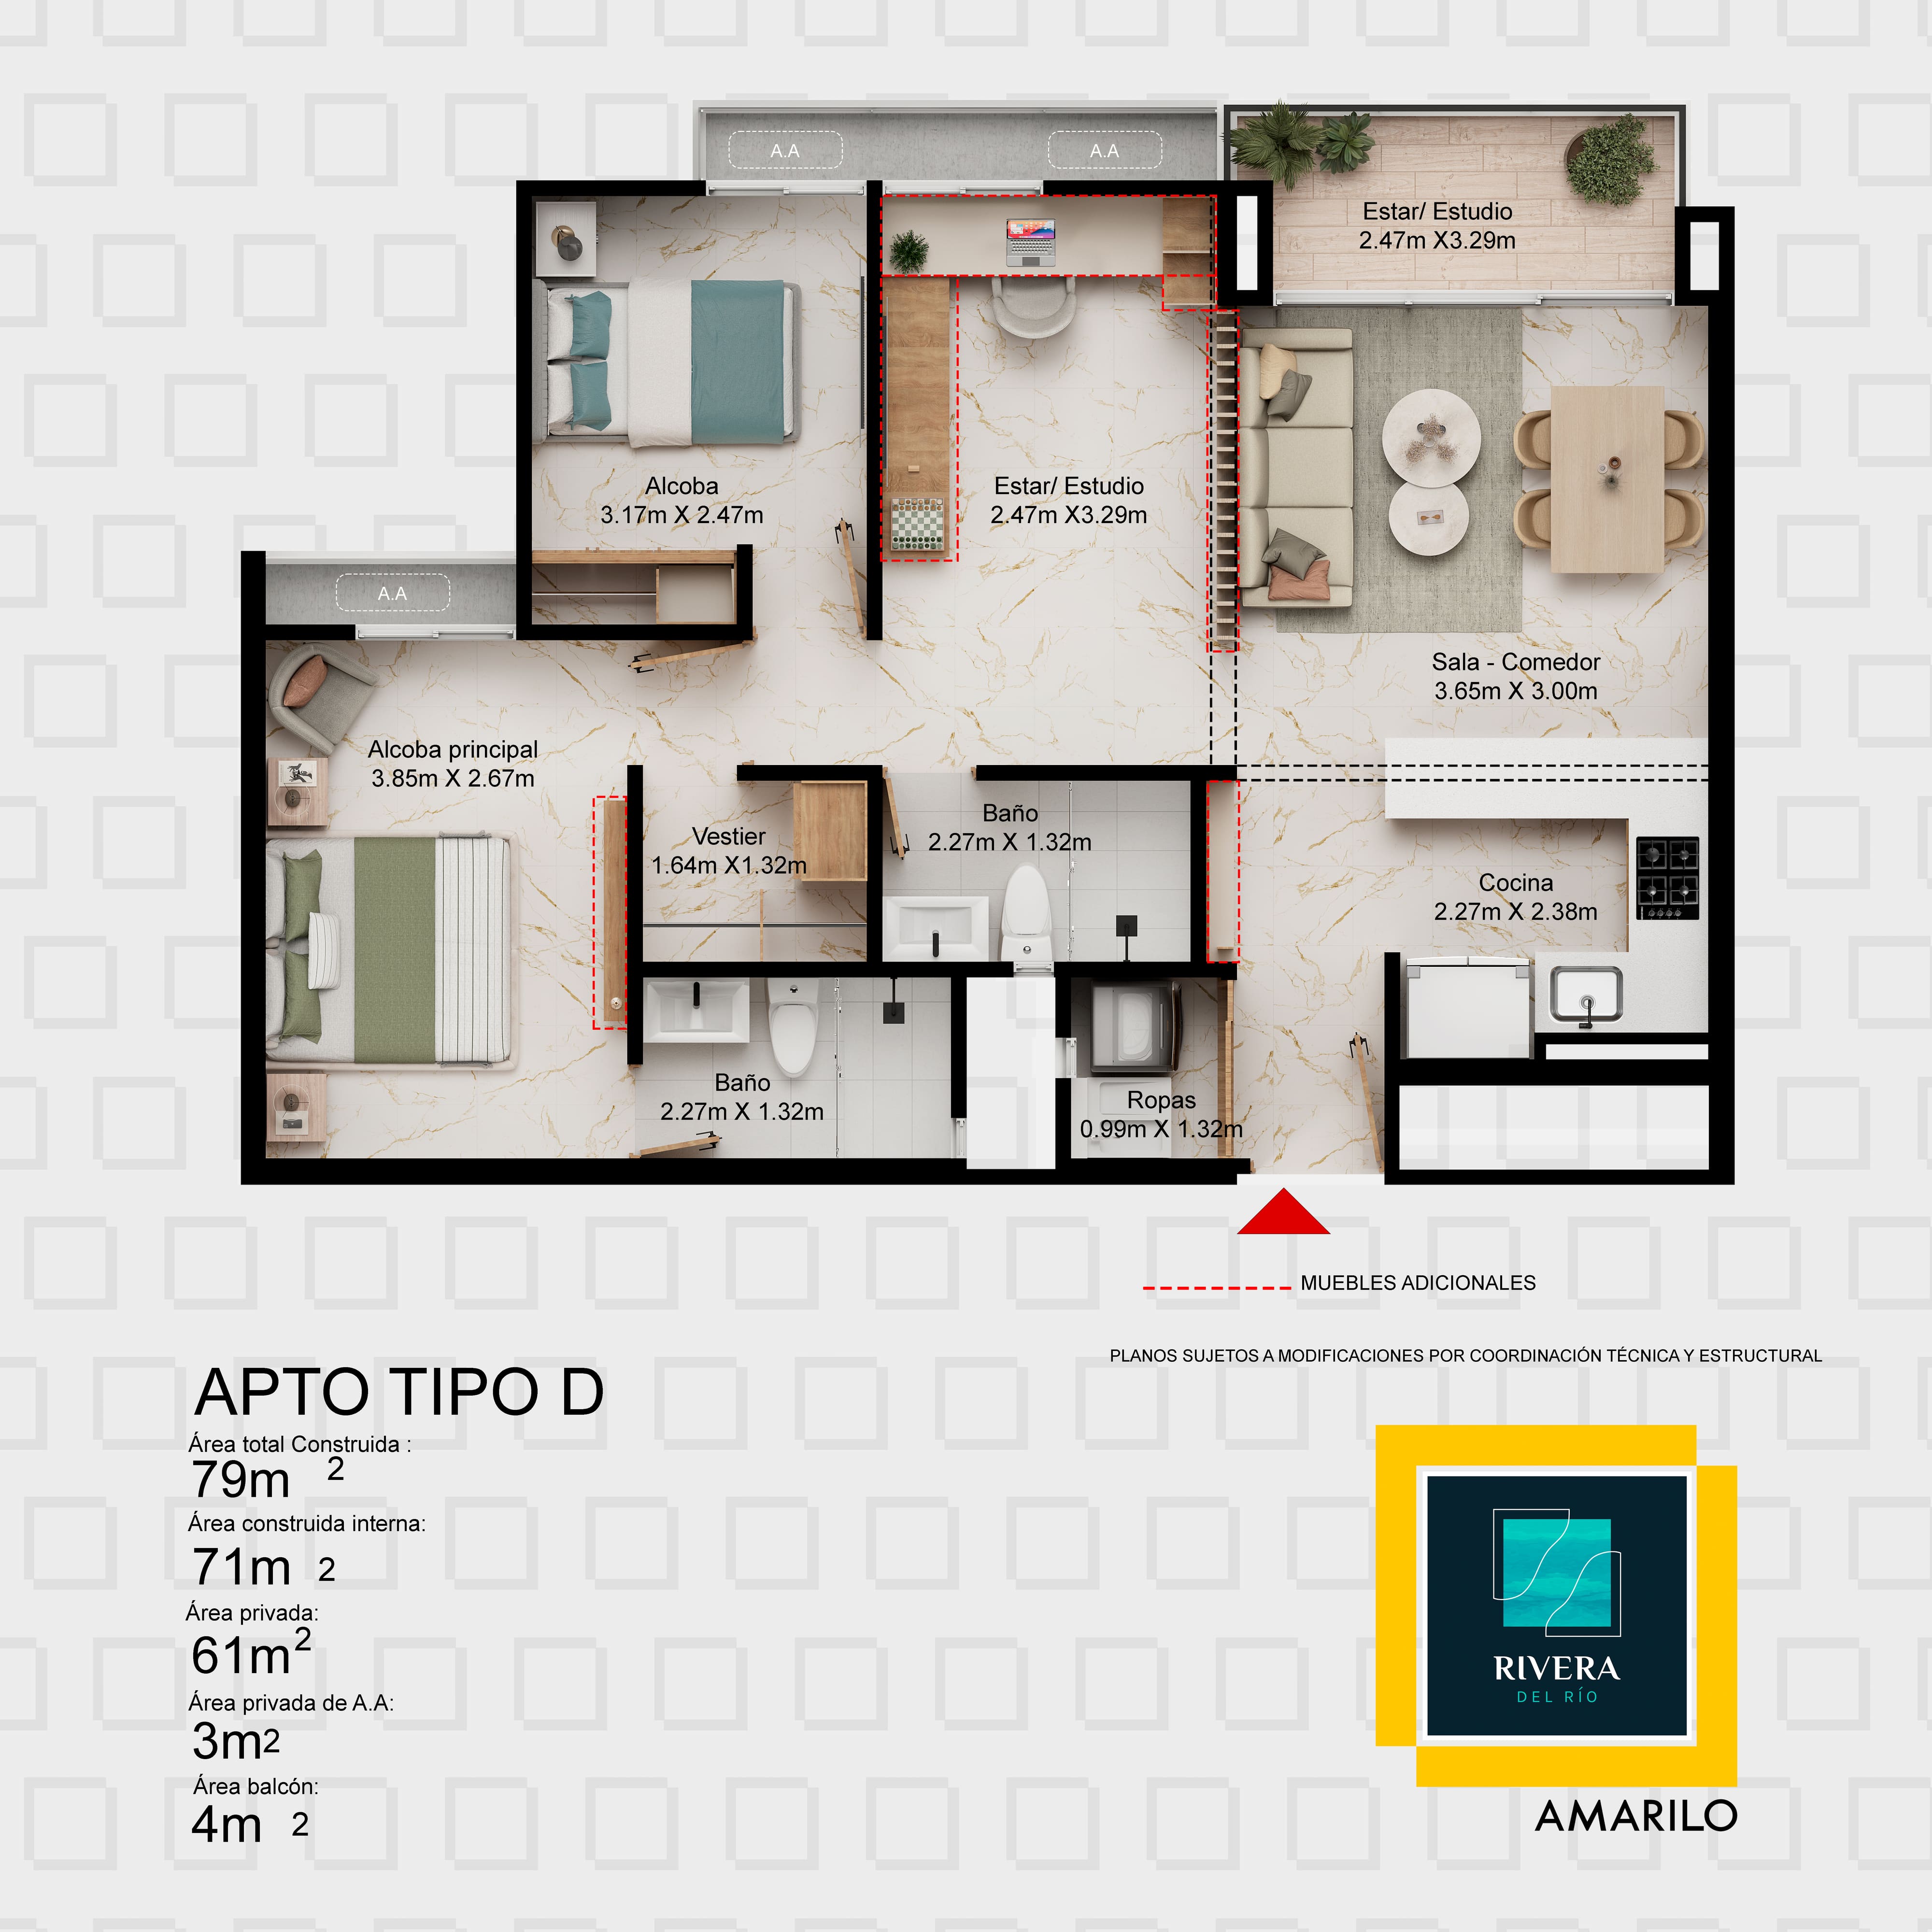 A.A
A.A
Estar/ Estudio
2.47m X3.29m
Alcoba
3.17m X 2.47m
Estar/ Estudio
2.47m X3.29m
A.A
Sala - Comedor
3.65m X 3.00m
Alcoba principal
3.85m X 2.67m
Vestier
1.64m X1.32m
Baño
2.27m X 1.32m
Cocina
2.27m X 2.38m
Baño
2.27m X 1.32m
Ropas
0.99m X 1.32m
MUEBLES ADICIONALES
PLANOS SUJETOS A MODIFICACIONES POR COORDINACIÓN TÉCNICA Y ESTRUCTURAL
APTO TIPO D
Área total Construida :
79m 2
Área construida interna:
71m 2
Área privada:
61m2
Área privada de A.A:
3m2
Área balcón:
4m 2
RIVERA
DEL RÍO
AMARILO